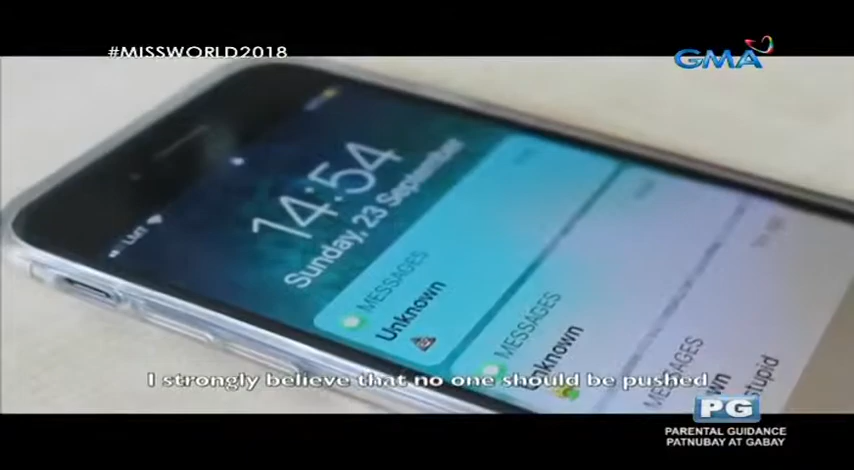 #MISSWORLD2018
GMA
LMT
14:54
Sunday, 23 September
MESSAGES
Unknown
MESSAGES
Unknown
MESSAGES
stupid
I strongly believe that no one should be pushed
PG
PARENTAL GUIDANCE
PATNUBAY AT GABAY